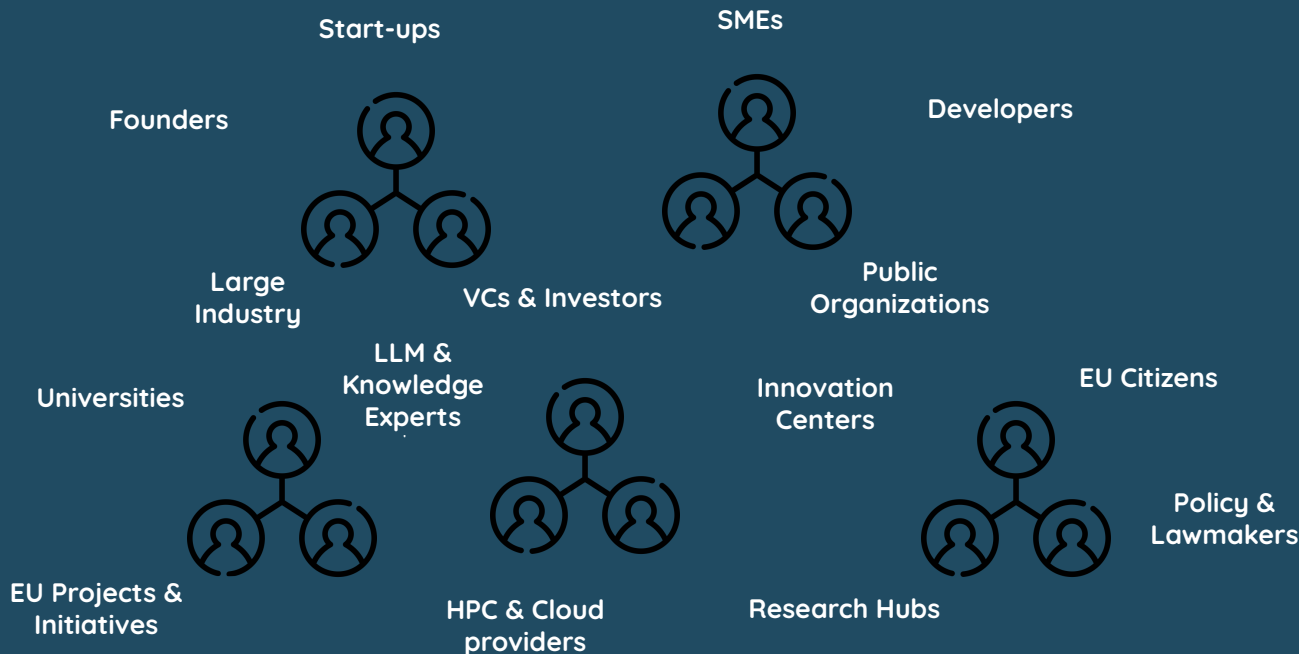 Start-ups
SMEs
Founders
Developers
Large
Industry
VCs & Investors
Public
Organizations
Universities
LLM &
Knowledge
Experts
Innovation
Centers
EU Citizens
Policy &
Lawmakers
EU Projects &
Initiatives
HPC & Cloud
providers
Research Hubs